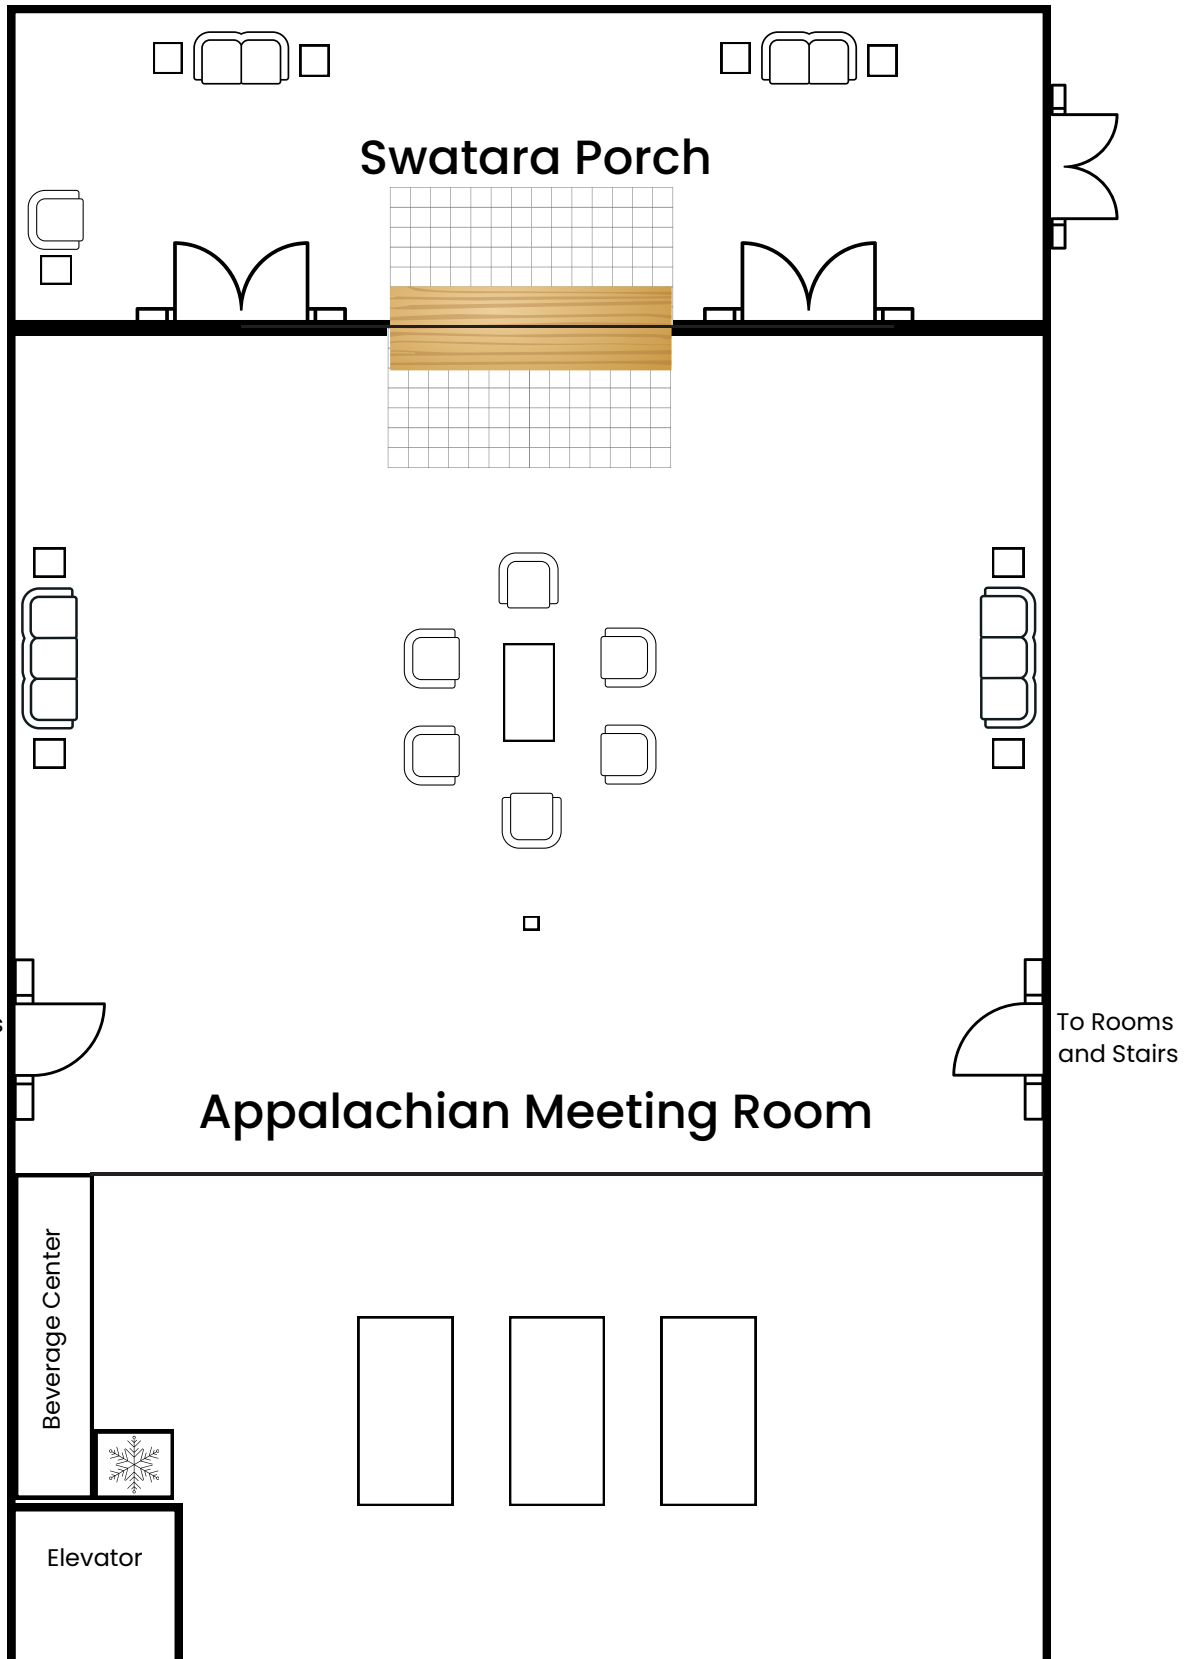 Swatara Porch
To Rooms
and Stairs
Appalachian Meeting Room
Beverage Center
Elevator